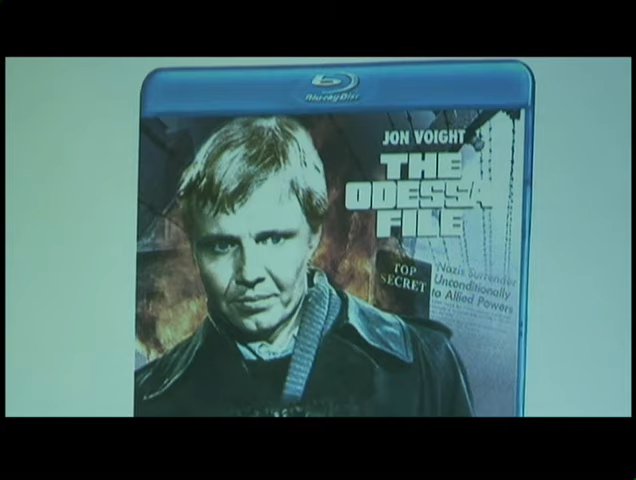 Blu-ray Disc
JON VOIGHT
THE
ODESSA
FILE
TOP
SECRET
Nazis Surrender
Unconditionally
to Allied Powers